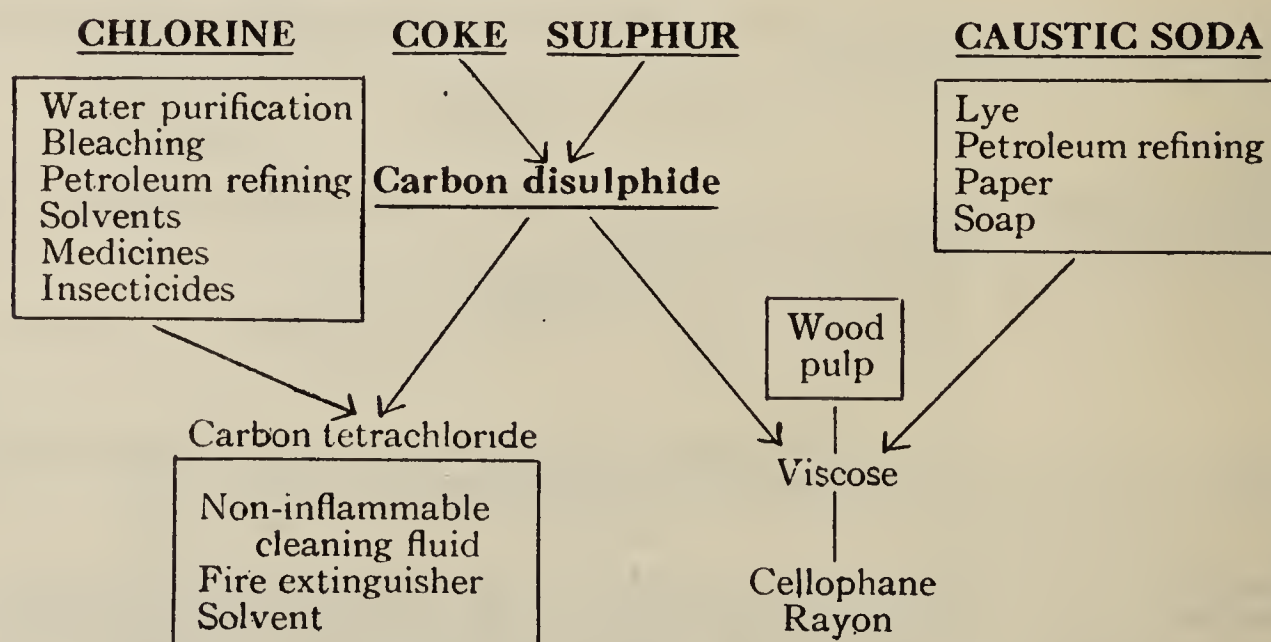 CHLORINE
COKE
SULPHUR
CAUSTIC SODA
Water purification
Bleaching
Petroleum refining
Solvents
Medicines
Insecticides
Carbon disulphide
Lye
Petroleum refining
Paper
Soap
Wood
pulp
Carbon tetrachloride
Non-inflammable
cleaning fluid
Fire extinguisher
Solvent
Viscose
Cellophane
Rayon